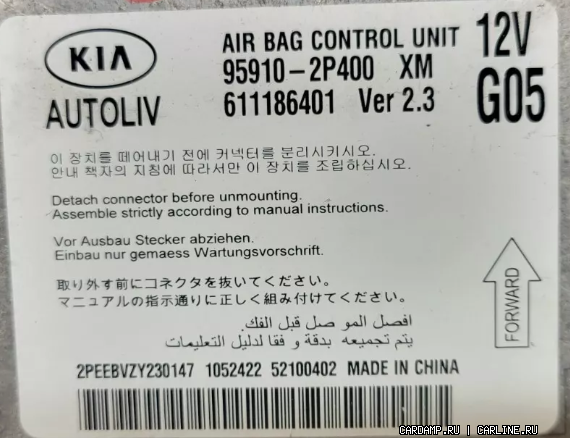 KIA
AUTOLIV
AIR BAG CONTROL UNIT
95910-2P400 XM
611186401 Ver 2.3
12V
G05
이 장치를 떼어내기 전에 커넥터를 분리시키시오.
안내 책자의 지침에 따라서만 이 장치를 조립하십시오.
Detach connector before unmounting.
Assemble strictly according to manual instructions.
Vor Ausbau Stecker abziehen.
Einbau nur gemaess Wartungsvorschrift.
取り外す前にコネクタを抜いてください。
マニュアルの指示通りに正しく組み付けてください。
افصل الموصل قبل الفك.
يتم تجميعه بدقة و فقا لدليل التعليمات.
FORWARD
2PEEBVZY230147 1052422 52100402 MADE IN CHINA
CARDAMP.RU | CARLINE.RU